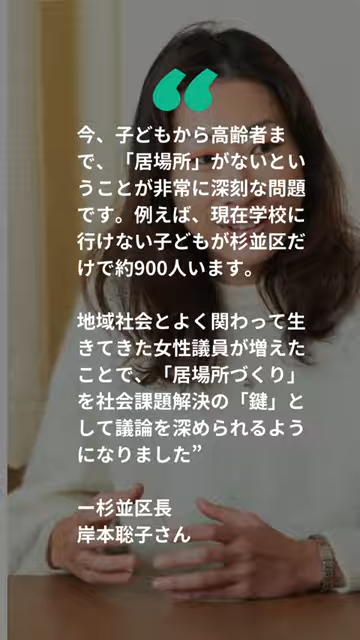 今、子どもから高齢者ま
で、「居場所」がないとい
うことが非常に深刻な問題
です。例えば、現在学校に
行けない子どもが杉並区だ
けで約900人います。
地域社会とよく関わって生
きてきた女性議員が増えた
ことで、「居場所づくり」
を社会課題解決の「鍵」と
して議論を深められるよう
になりました”
ー杉並区長
岸本聡子さん